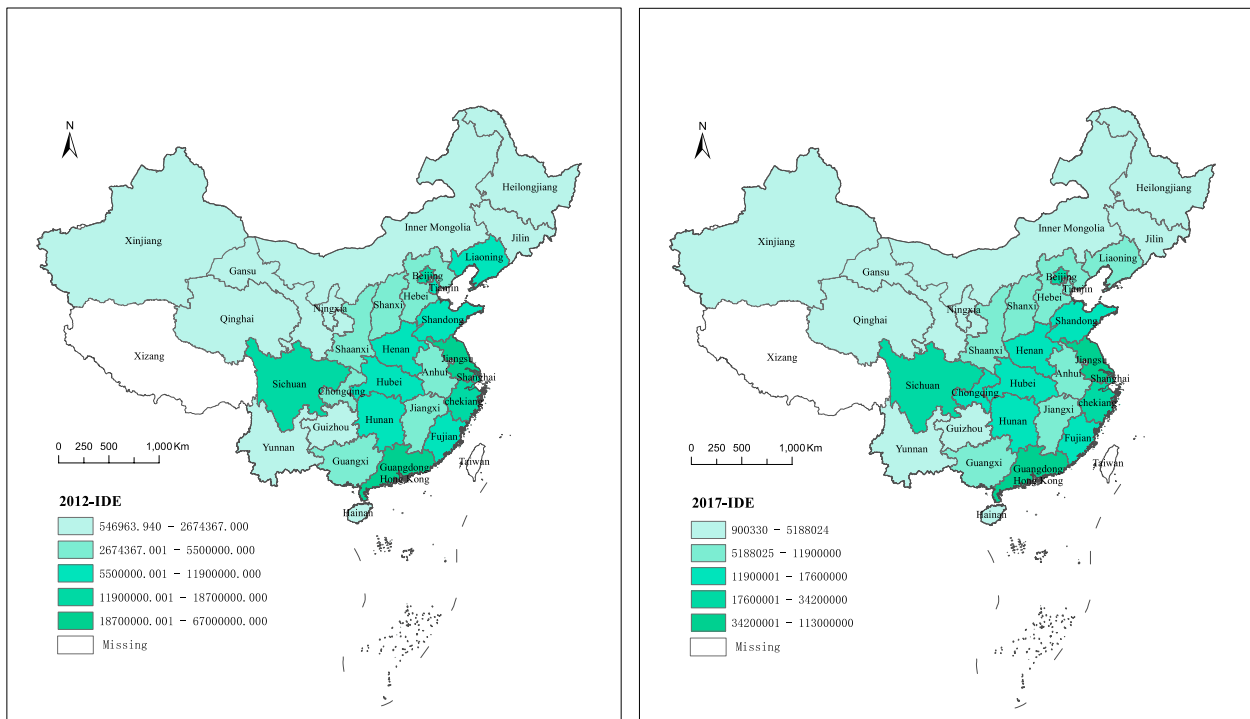 N
Heilongjiang
Jilin
Inner Mongolia
Liaoning
Xinjiang
Gansu
Beijing
Tianjin
Hebei
Shanxi
Ningxia
Qinghai
Shandong
Shaanxi
Henan
Jiangsu
Xizang
Anhui
Shanghai
Sichuan
Hubei
Chongqing
chekiang
Jiangxi
Hunan
Guizhou
Fujian
Yunnan
Guangxi
Guangdong
Taiwan
Hong Kong
Hainan
0 250 500 1,000 Km
2012-IDE
546963.940 - 2674367.000
2674367.001 - 5500000.000
5500000.001 - 11900000.000
11900000.001 - 18700000.000
18700000.001 - 67000000.000
Missing
N
Heilongjiang
Jilin
Inner Mongolia
Liaoning
Xinjiang
Gansu
Beijing
Tianjin
Hebei
Shanxi
Ningxia
Qinghai
Shandong
Shaanxi
Henan
Jiangsu
Xizang
Anhui
Shanghai
Sichuan
Hubei
Chongqing
chekiang
Jiangxi
Hunan
Guizhou
Fujian
Yunnan
Guangxi
Guangdong
Taiwan
Hong Kong
Hainan
0 250 500 1,000 Km
2017-IDE
900330 - 5188024
5188025 - 11900000
11900001 - 17600000
17600001 - 34200000
34200001 - 113000000
Missing